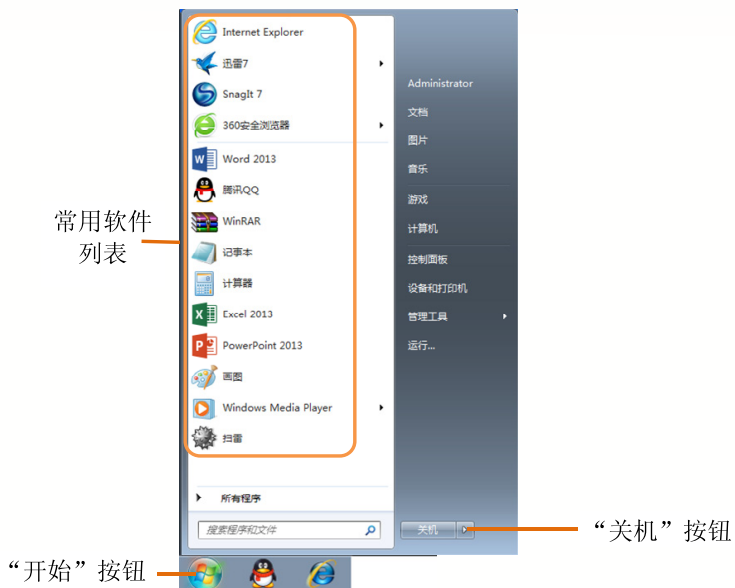 Internet Explorer
迅雷7
SnagIt 7
360安全浏览器
Word 2013
腾讯QQ
WinRAR
记事本
计算器
Excel 2013
PowerPoint 2013
画图
Windows Media Player
扫雷
所有程序
搜索程序和文件
Administrator
文档
图片
音乐
游戏
计算机
控制面板
设备和打印机
管理工具
运行...
关机
常用软件
列表
“关机”按钮
“开始”按钮